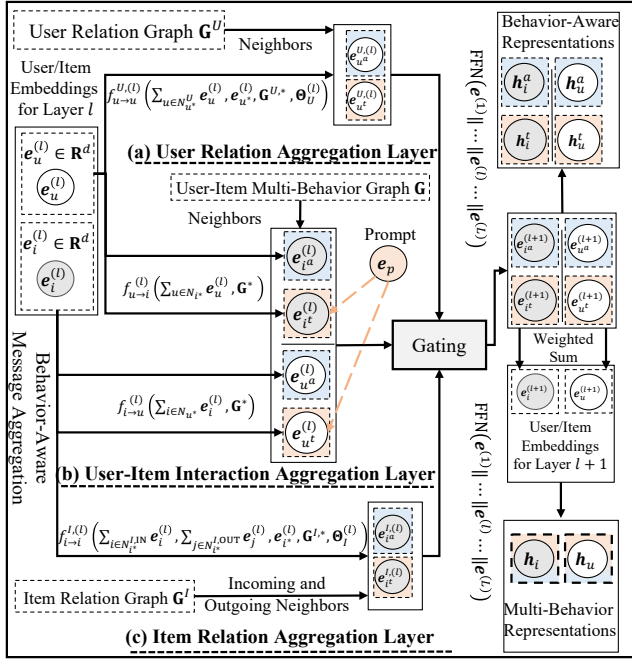 User Relation Graph G^U
Neighbors
User/Item
Embeddings
for Layer l
f_{u→u}^{U,(l)}(∑_{u∈N_{u*}^U} e_u^{(l)}, e_{u*}^{(l)}, G^{U,*}, Θ_U^{(l)})
e_{u^a}^{U,(l)}
e_{u^t}^{U,(l)}
(a) User Relation Aggregation Layer
e_u^{(l)} ∈ R^d
e_u^{(l)}
e_i^{(l)} ∈ R^d
e_i^{(l)}
User-Item Multi-Behavior Graph G
Neighbors
Prompt
e_p
f_{u→i}^{(l)}(∑_{u∈N_{i*}} e_u^{(l)}, G^*)
e_{i^a}^{(l)}
e_{i^t}^{(l)}
f_{i→u}^{(l)}(∑_{i∈N_{u*}} e_i^{(l)}, G^*)
e_{u^a}^{(l)}
e_{u^t}^{(l)}
Behavior-Aware
Message Aggregation
(b) User-Item Interaction Aggregation Layer
f_{i→i}^{I,(l)}(∑_{i∈N_{i*}^{I,IN}} e_i^{(l)}, ∑_{j∈N_{i*}^{I,OUT}} e_j^{(l)}, e_{i*}^{(l)}, G^{I,*}, Θ_I^{(l)})
e_{i^a}^{I,(l)}
e_{i^t}^{I,(l)}
Item Relation Graph G^I
Incoming and
Outgoing Neighbors
(c) Item Relation Aggregation Layer
Gating
Behavior-Aware
Representations
h_i^a h_u^a
h_i^t h_u^t
FFN(e^{(1)}‖ ⋯ ‖e^{(l)} ⋯ ‖e^{(L)})
e_{i^a}^{(l+1)} e_{u^a}^{(l+1)}
e_{i^t}^{(l+1)} e_{u^t}^{(l+1)}
Weighted
Sum
e_i^{(l+1)} e_u^{(l+1)}
User/Item
Embeddings
for Layer l + 1
FFN(e^{(1)}‖ ⋯ ‖e^{(l)} ⋯ ‖e^{(L)})
h_i h_u
Multi-Behavior
Representations